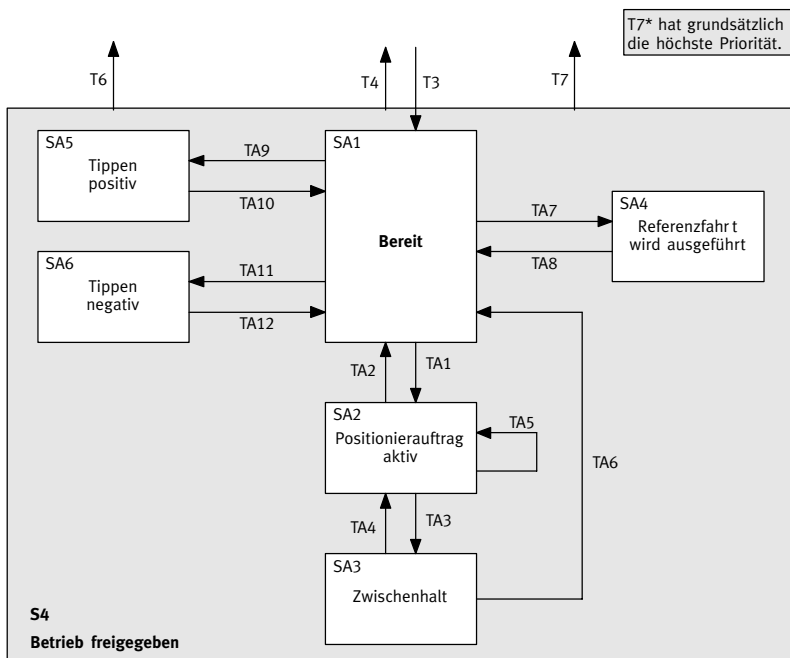 T7* hat grundsätzlich
die höchste Priorität.
T6
T4
T3
T7
SA5
Tippen
positiv
TA9
TA10
SA1
Bereit
TA7
TA8
SA4
Referenzfahrt
wird ausgeführt
SA6
Tippen
negativ
TA11
TA12
TA2
TA1
SA2
Positionierauftrag
aktiv
TA5
TA6
TA4
TA3
SA3
Zwischenhalt
S4
Betrieb freigegeben